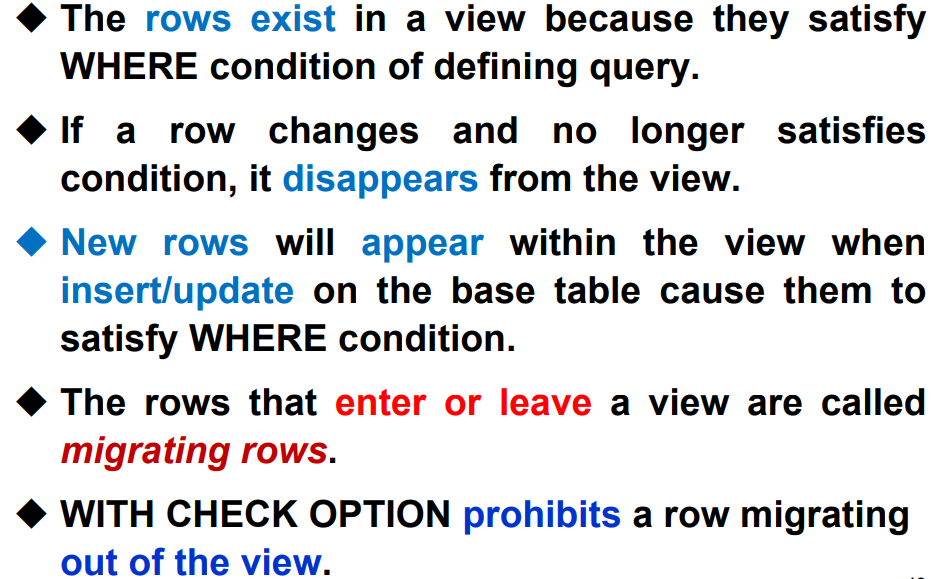 ◆ The rows exist in a view because they satisfy
WHERE condition of defining query.
◆ If a row changes and no longer satisfies
condition, it disappears from the view.
◆ New rows will appear within the view when
insert/update on the base table cause them to
satisfy WHERE condition.
◆ The rows that enter or leave a view are called
migrating rows.
◆ WITH CHECK OPTION prohibits a row migrating
out of the view.